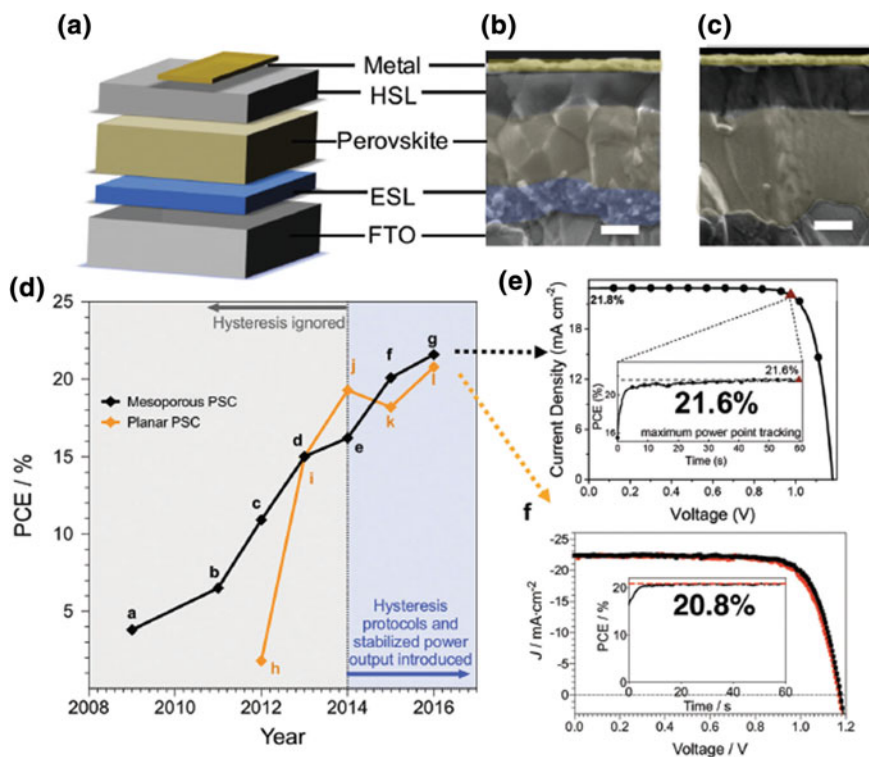 (a)
(b)
(c)
Metal
HSL
Perovskite
ESL
FTO
(d)
25
20
15
10
5
PCE / %
2008
2010
2012
2014
2016
Year
Hysteresis ignored
Mesoporous PSC
Planar PSC
a
b
c
d
e
f
g
h
i
j
k
l
Hysteresis
protocols and
stabilized power
output introduced
(e)
Current Density (mA cm-2)
24
12
0
21.8%
PCE (%)
20
16
21.6%
21.6%
maximum power point tracking
0 10 20 30 40 50 60
Time (s)
0.0 0.2 0.4 0.6 0.8 1.0
Voltage (V)
f
J / mA·cm-2
-25
-20
-15
-10
-5
0
PCE / %
20
10
0
20.8%
0 20 40 60
Time / s
0.0 0.2 0.4 0.6 0.8 1.0 1.2
Voltage / V